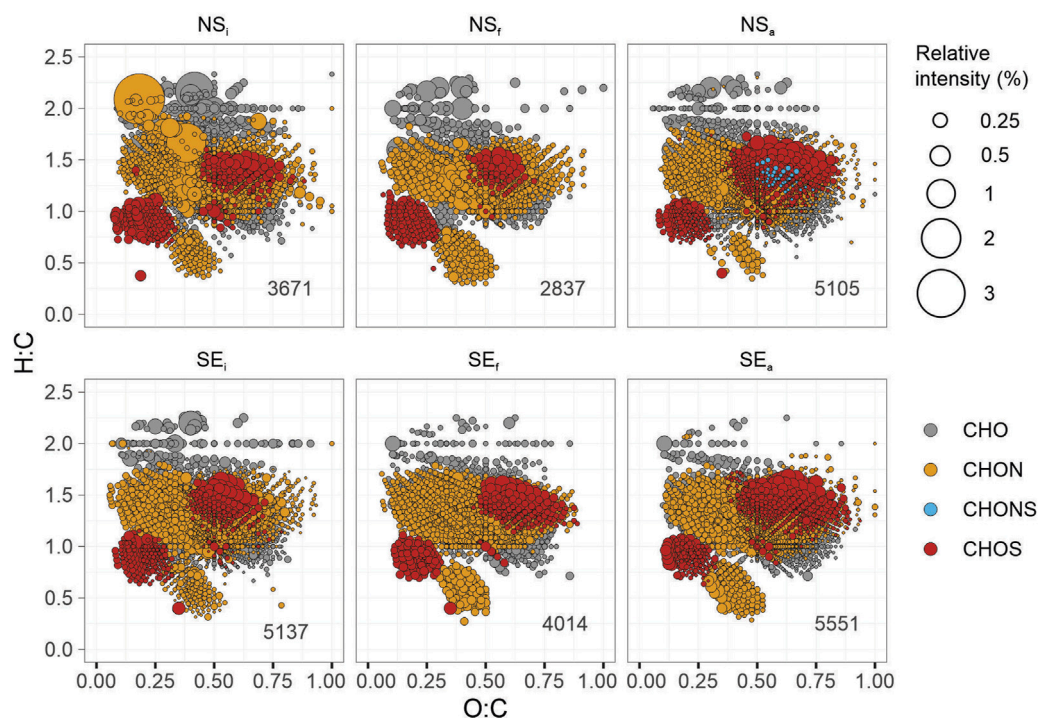 NSi NSf NSa
Relative
intensity (%)
2.5
2.0
1.5
1.0
0.5
0.0
0.25
0.5
1
2
3
3671 2837 5105
H:C
SEi SEf SEa
2.5
2.0
1.5
1.0
0.5
0.0
CHO
CHON
CHONS
CHOS
5137 4014 5551
0.00 0.25 0.50 0.75 1.00 0.00 0.25 0.50 0.75 1.00 0.00 0.25 0.50 0.75 1.00
O:C